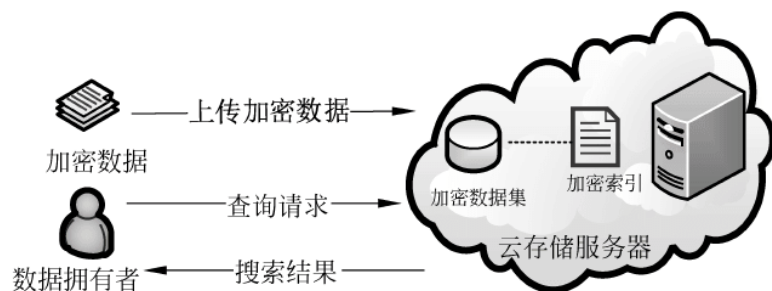 上传加密数据
加密数据
加密数据集
加密索引
查询请求
云存储服务器
数据拥有者
搜索结果